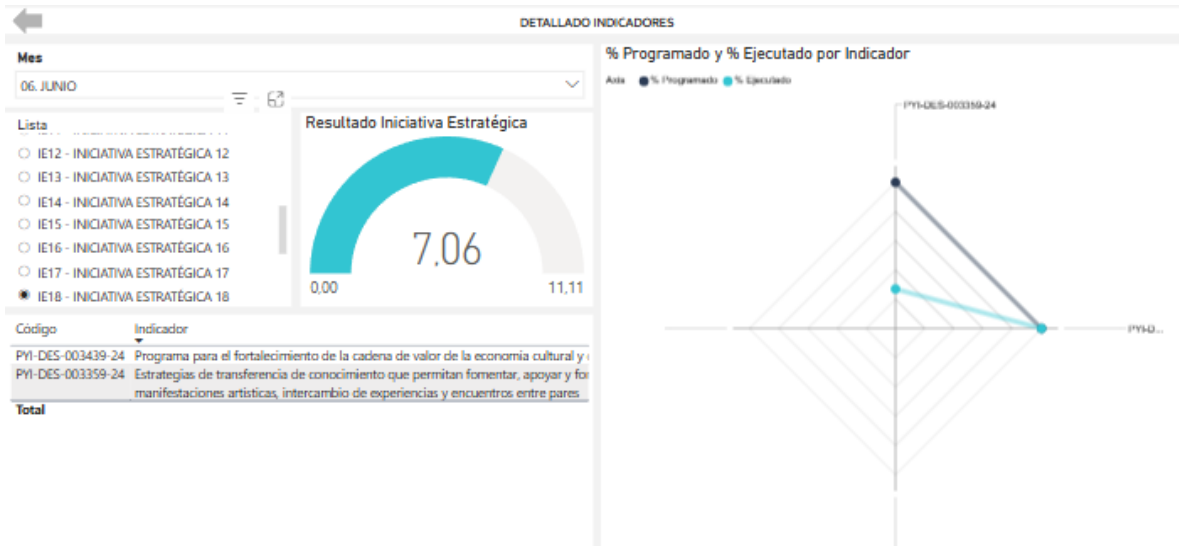 DETALLADO INDICADORES
Mes
06. JUNIO
Lista
IE12 - INICIATIVA ESTRATÉGICA 12
IE13 - INICIATIVA ESTRATÉGICA 13
IE14 - INICIATIVA ESTRATÉGICA 14
IE15 - INICIATIVA ESTRATÉGICA 15
IE16 - INICIATIVA ESTRATÉGICA 16
IE17 - INICIATIVA ESTRATÉGICA 17
IE18 - INICIATIVA ESTRATÉGICA 18
Resultado Iniciativa Estratégica
7,06
0,00
11,11
Código Indicador
PYI-DES-003439-24 Programa para el fortalecimiento de la cadena de valor de la economia cultural y
PYI-DES-003359-24 Estrategias de transferencia de conocimiento que permitan fomentar, apoyar y for
manifestaciones artisticas, intercambio de experiencias y encuentros entre pares
Total
% Programado y % Ejecutado por Indicador
Axis % Programado % Ejecutado
PYI-DES-003359-24
PYI-D...